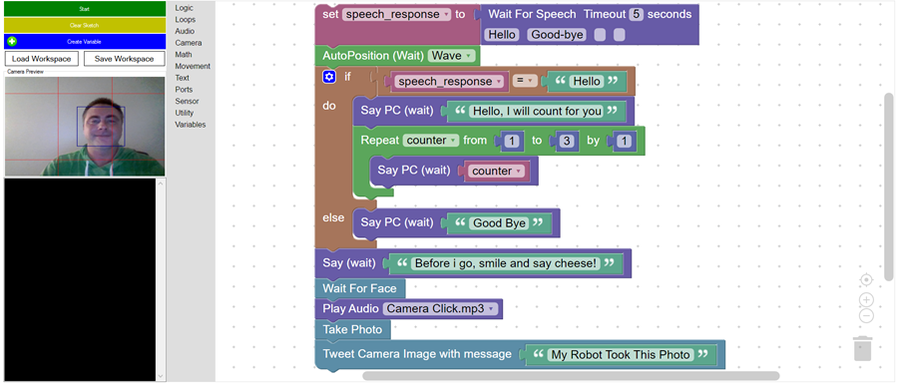 Start
Clear Sketch
Create Variable
Load Workspace Save Workspace
Camera Preview
Logic
Loops
Audio
Camera
Math
Movement
Text
Ports
Sensor
Utility
Variables
set speech_response to Wait For Speech Timeout 5 seconds
Hello Good-bye
AutoPosition (Wait) Wave
if speech_response = “ Hello ”
do Say PC (wait) “ Hello, I will count for you ”
Repeat counter from 1 to 3 by 1
Say PC (wait) counter
else Say PC (wait) “ Good Bye ”
Say (wait) “ Before i go, smile and say cheese! ”
Wait For Face
Play Audio Camera Click.mp3
Take Photo
Tweet Camera Image with message “ My Robot Took This Photo ”